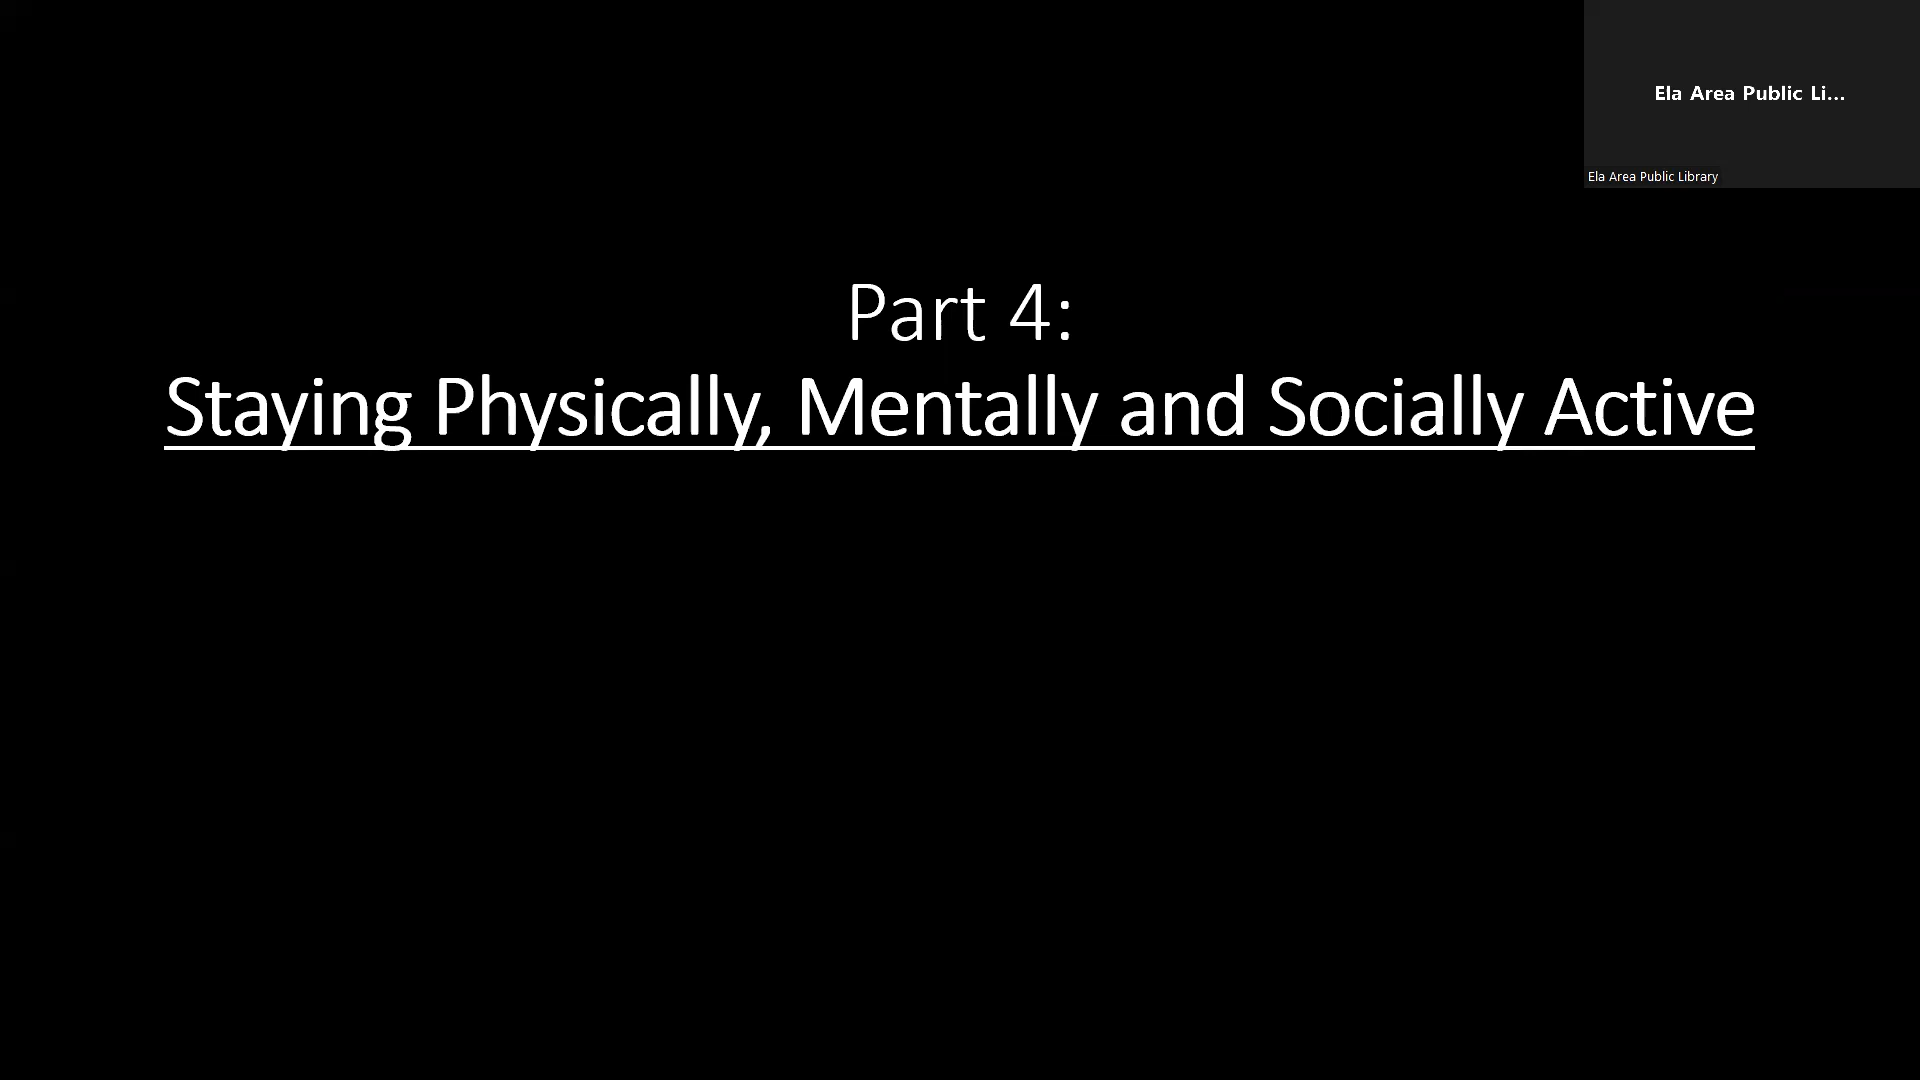 Ela Area Public Li...
Ela Area Public Library
Part 4:
Staying Physically, Mentally and Socially Active